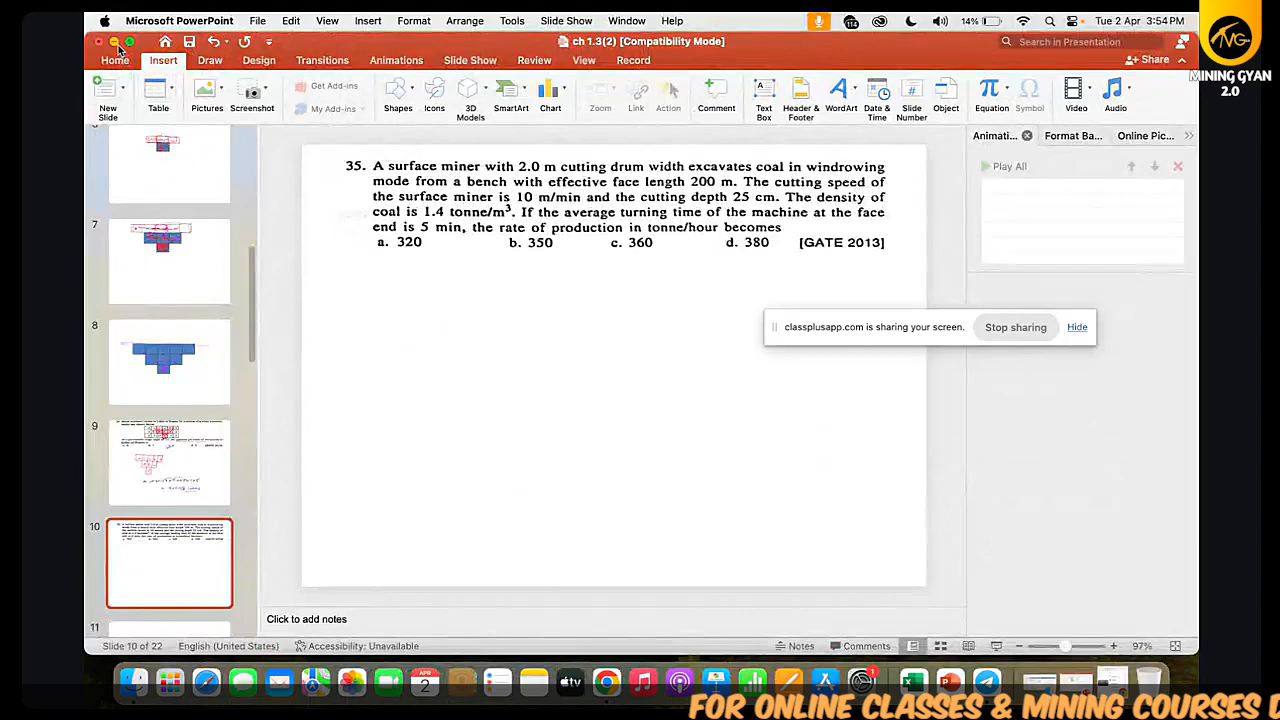 Microsoft PowerPoint File Edit View Insert Format Arrange Tools Slide Show Window Help 14% Tue 2 Apr 3:54 PM
ch 1.3(2) [Compatibility Mode] Search in Presentation
Home Insert Draw Design Transitions Animations Slide Show Review View Record Share
New Slide Table Pictures Screenshot Get Add-ins My Add-ins Shapes Icons 3D Models SmartArt Chart Zoom Link Action Comment Text Box Header & Footer WordArt Date & Time Slide Number Object Equation Symbol Video Audio
MINING GYAN
2.0
Animati... Format Ba... Online Pic...
Play All
7
8
9
10
11
35. A surface miner with 2.0 m cutting drum width excavates coal in windrowing
mode from a bench with effective face length 200 m. The cutting speed of
the surface miner is 10 m/min and the cutting depth 25 cm. The density of
coal is 1.4 tonne/m³. If the average turning time of the machine at the face
end is 5 min, the rate of production in tonne/hour becomes
a. 320 b. 350 c. 360 d. 380 [GATE 2013]
classplusapp.com is sharing your screen. Stop sharing Hide
Click to add notes
Slide 10 of 22 English (United States) Accessibility: Unavailable Notes Comments 97%
APR
2
tv
1
FOR ONLINE CLASSES & MINING COURSES